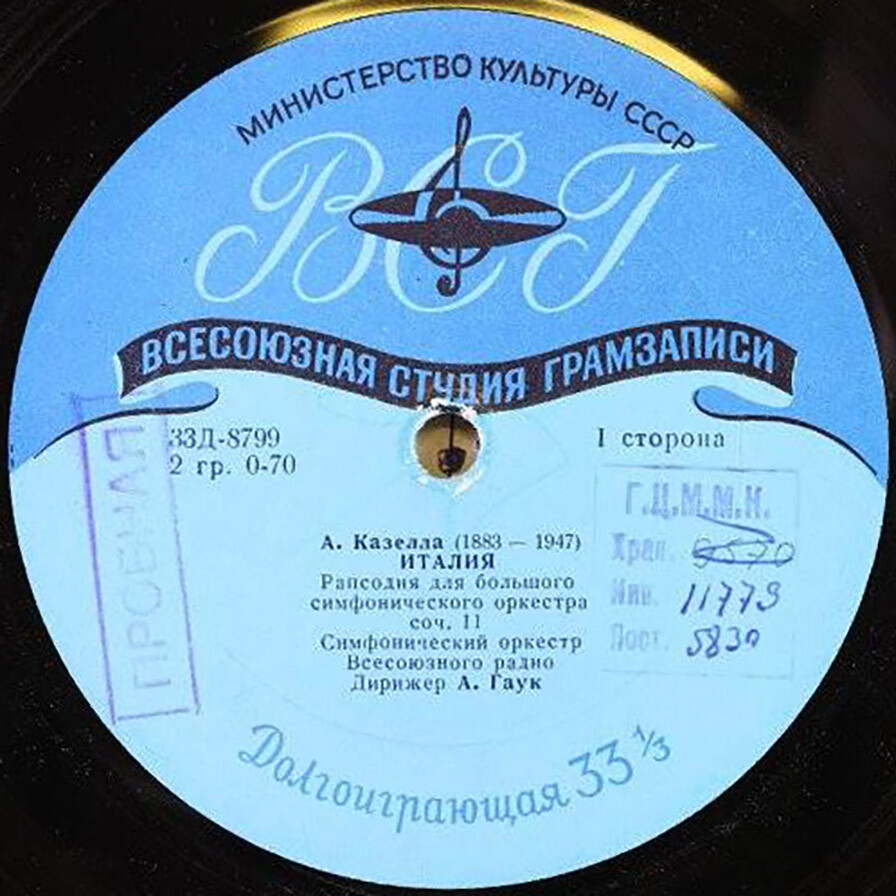 МИНИСТЕРСТВО КУЛЬТУРЫ СССР
ВСГ
ВСЕСОЮЗНАЯ СТУДИЯ ГРАМЗАПИСИ
33Д-8799
2 гр. 0-70
I сторона
ПРОБНАЯ
Г.Ц.М.М.К.
Хран. 9570
Инв. 11779
Пост. 5830
А. Казелла (1883 — 1947)
ИТАЛИЯ
Рапсодия для большого
симфонического оркестра
соч. 11
Симфонический оркестр
Всесоюзного радио
Дирижер А. Гаук
Долгоиграющая 33 1/3